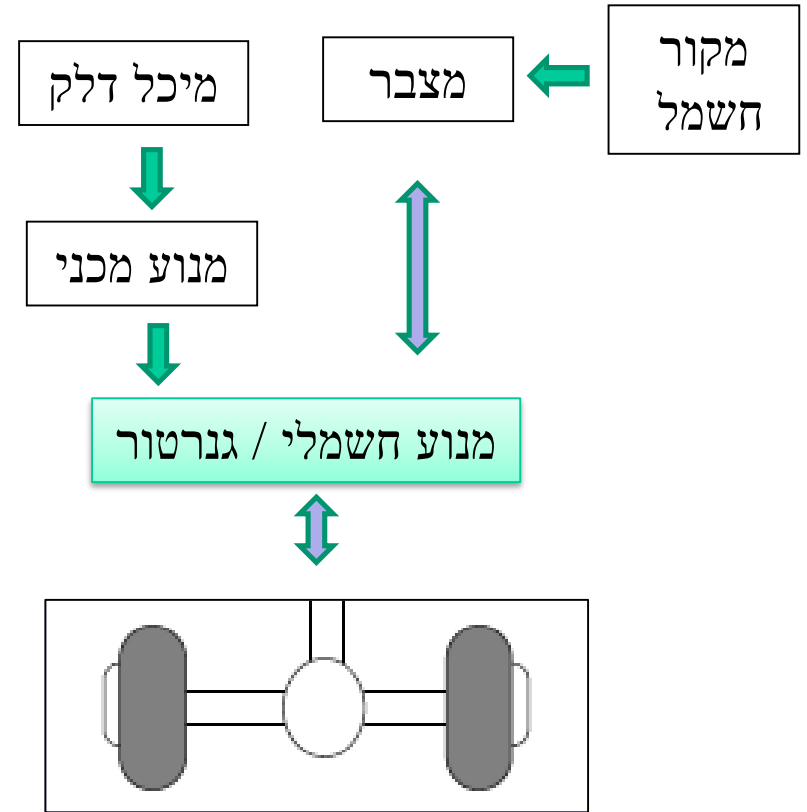 מקור
חשמל
מצבר
מיכל דלק
מנוע מכני
מנוע חשמלי / גנרטור